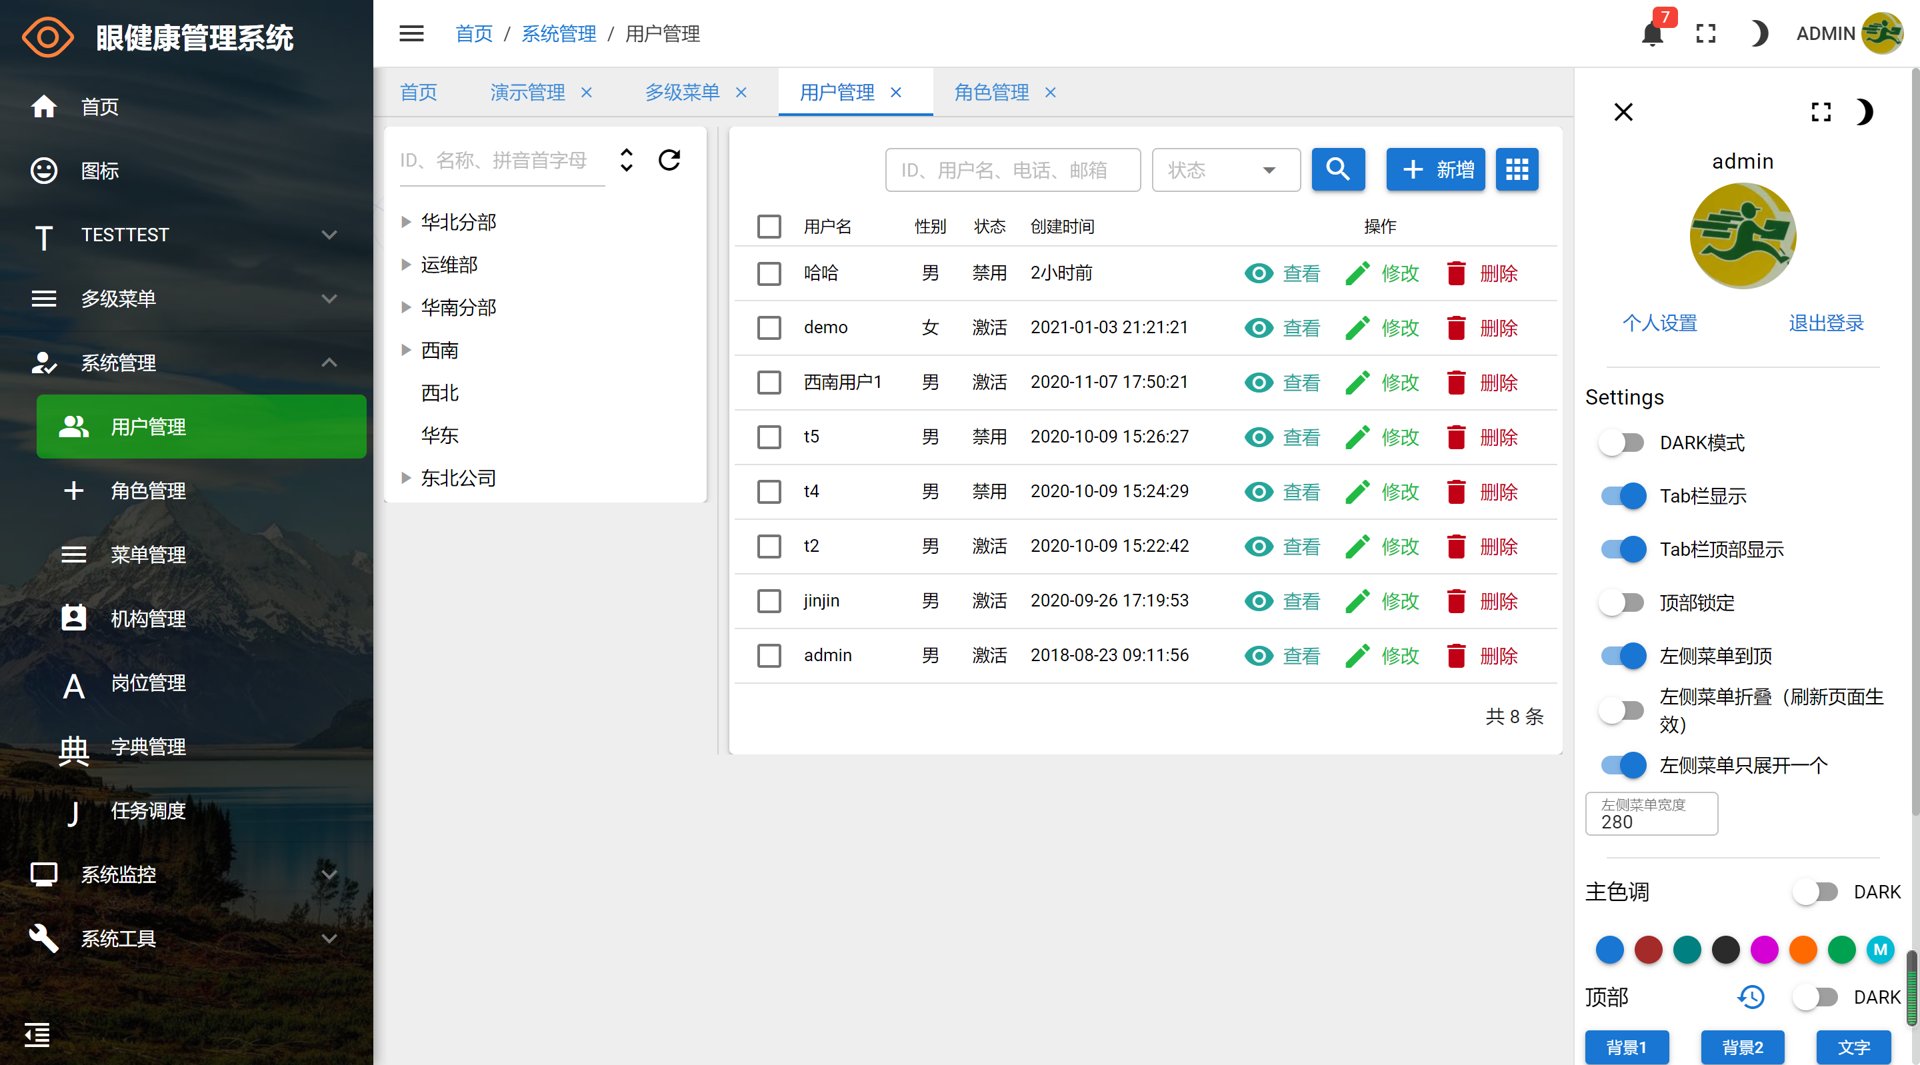 眼健康管理系统
首页
图标
TESTTEST
多级菜单
系统管理
用户管理
角色管理
菜单管理
机构管理
A 岗位管理
典 字典管理
J 任务调度
系统监控
系统工具
首页 / 系统管理 / 用户管理
7
ADMIN
首页 演示管理 × 多级菜单 × 用户管理 × 角色管理 ×
ID、名称、拼音首字母
华北分部
运维部
华南分部
西南
西北
华东
东北公司
ID、用户名、电话、邮箱 状态 新增
用户名 性别 状态 创建时间 操作
哈哈 男 禁用 2小时前 查看 修改 删除
demo 女 激活 2021-01-03 21:21:21 查看 修改 删除
西南用户1 男 激活 2020-11-07 17:50:21 查看 修改 删除
t5 男 禁用 2020-10-09 15:26:27 查看 修改 删除
t4 男 禁用 2020-10-09 15:24:29 查看 修改 删除
t2 男 激活 2020-10-09 15:22:42 查看 修改 删除
jinjin 男 激活 2020-09-26 17:19:53 查看 修改 删除
admin 男 激活 2018-08-23 09:11:56 查看 修改 删除
共 8 条
admin
个人设置 退出登录
Settings
DARK模式
Tab栏显示
Tab栏顶部显示
顶部锁定
左侧菜单到顶
左侧菜单折叠（刷新页面生
效）
左侧菜单只展开一个
左侧菜单宽度
280
主色调 DARK
M
顶部 DARK
背景1 背景2 文字